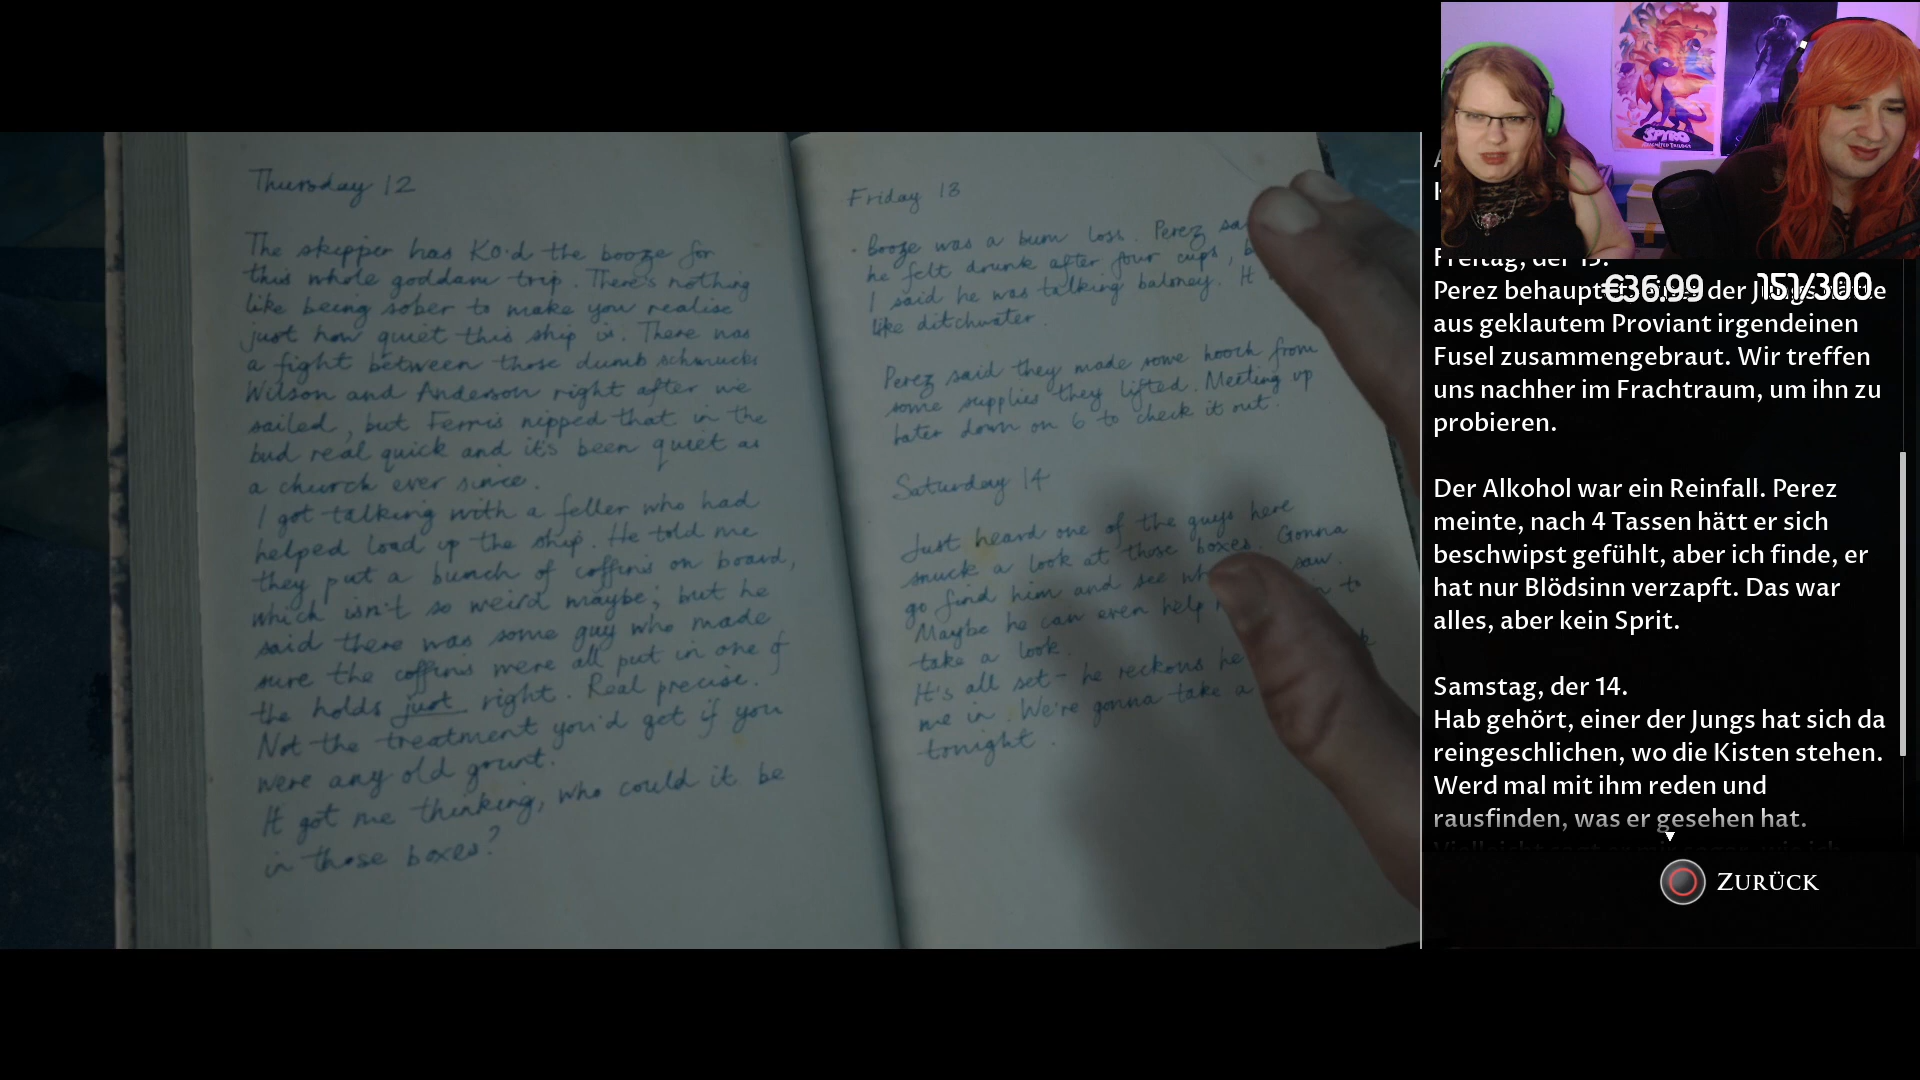 Thursday 12
The skipper has KO'd the booze for
this whole goddam trip. There's nothing
like being sober to make you realise
just how quiet this ship is. There was
a fight between those dumb schmucks
Wilson and Anderson right after we
sailed, but Ferris nipped that in the
bud real quick and it's been quiet as
a church ever since.
I got talking with a feller who had
helped load up the ship. He told me
they put a bunch of coffins on board,
which isn't so weird maybe; but he
said there was some guy who made
sure the coffins were all put in one of
the holds just right. Real precise.
Not the treatment you'd get if you
were any old grunt.
It got me thinking, who could it be
in those boxes?
Friday 13
Booze was a bum loss. Perez
he felt drunk after four cups,
I said he was talking baloney. It
like ditchwater.
Perez said they made some hooch from
some supplies they lifted. Meeting up
later down on 6 to check it out.
Saturday 14
Just heard one of the guys here
snuck a look at those boxes. Gonna
go find him and see saw.
Maybe he can even help to
take a look.
It's all set - he reckons he
me in. We're gonna take a
tonight.
SPYRO
Freitag, der 13.
€36.99 151/300
Perez behauptet, der Jungs hätte
aus geklautem Proviant irgendeinen
Fusel zusammengebraut. Wir treffen
uns nachher im Frachtraum, um ihn zu
probieren.
Der Alkohol war ein Reinfall. Perez
meinte, nach 4 Tassen hätt er sich
beschwipst gefühlt, aber ich finde, er
hat nur Blödsinn verzapft. Das war
alles, aber kein Sprit.
Samstag, der 14.
Hab gehört, einer der Jungs hat sich da
reingeschlichen, wo die Kisten stehen.
Werd mal mit ihm reden und
rausfinden, was er gesehen hat.
ZURÜCK